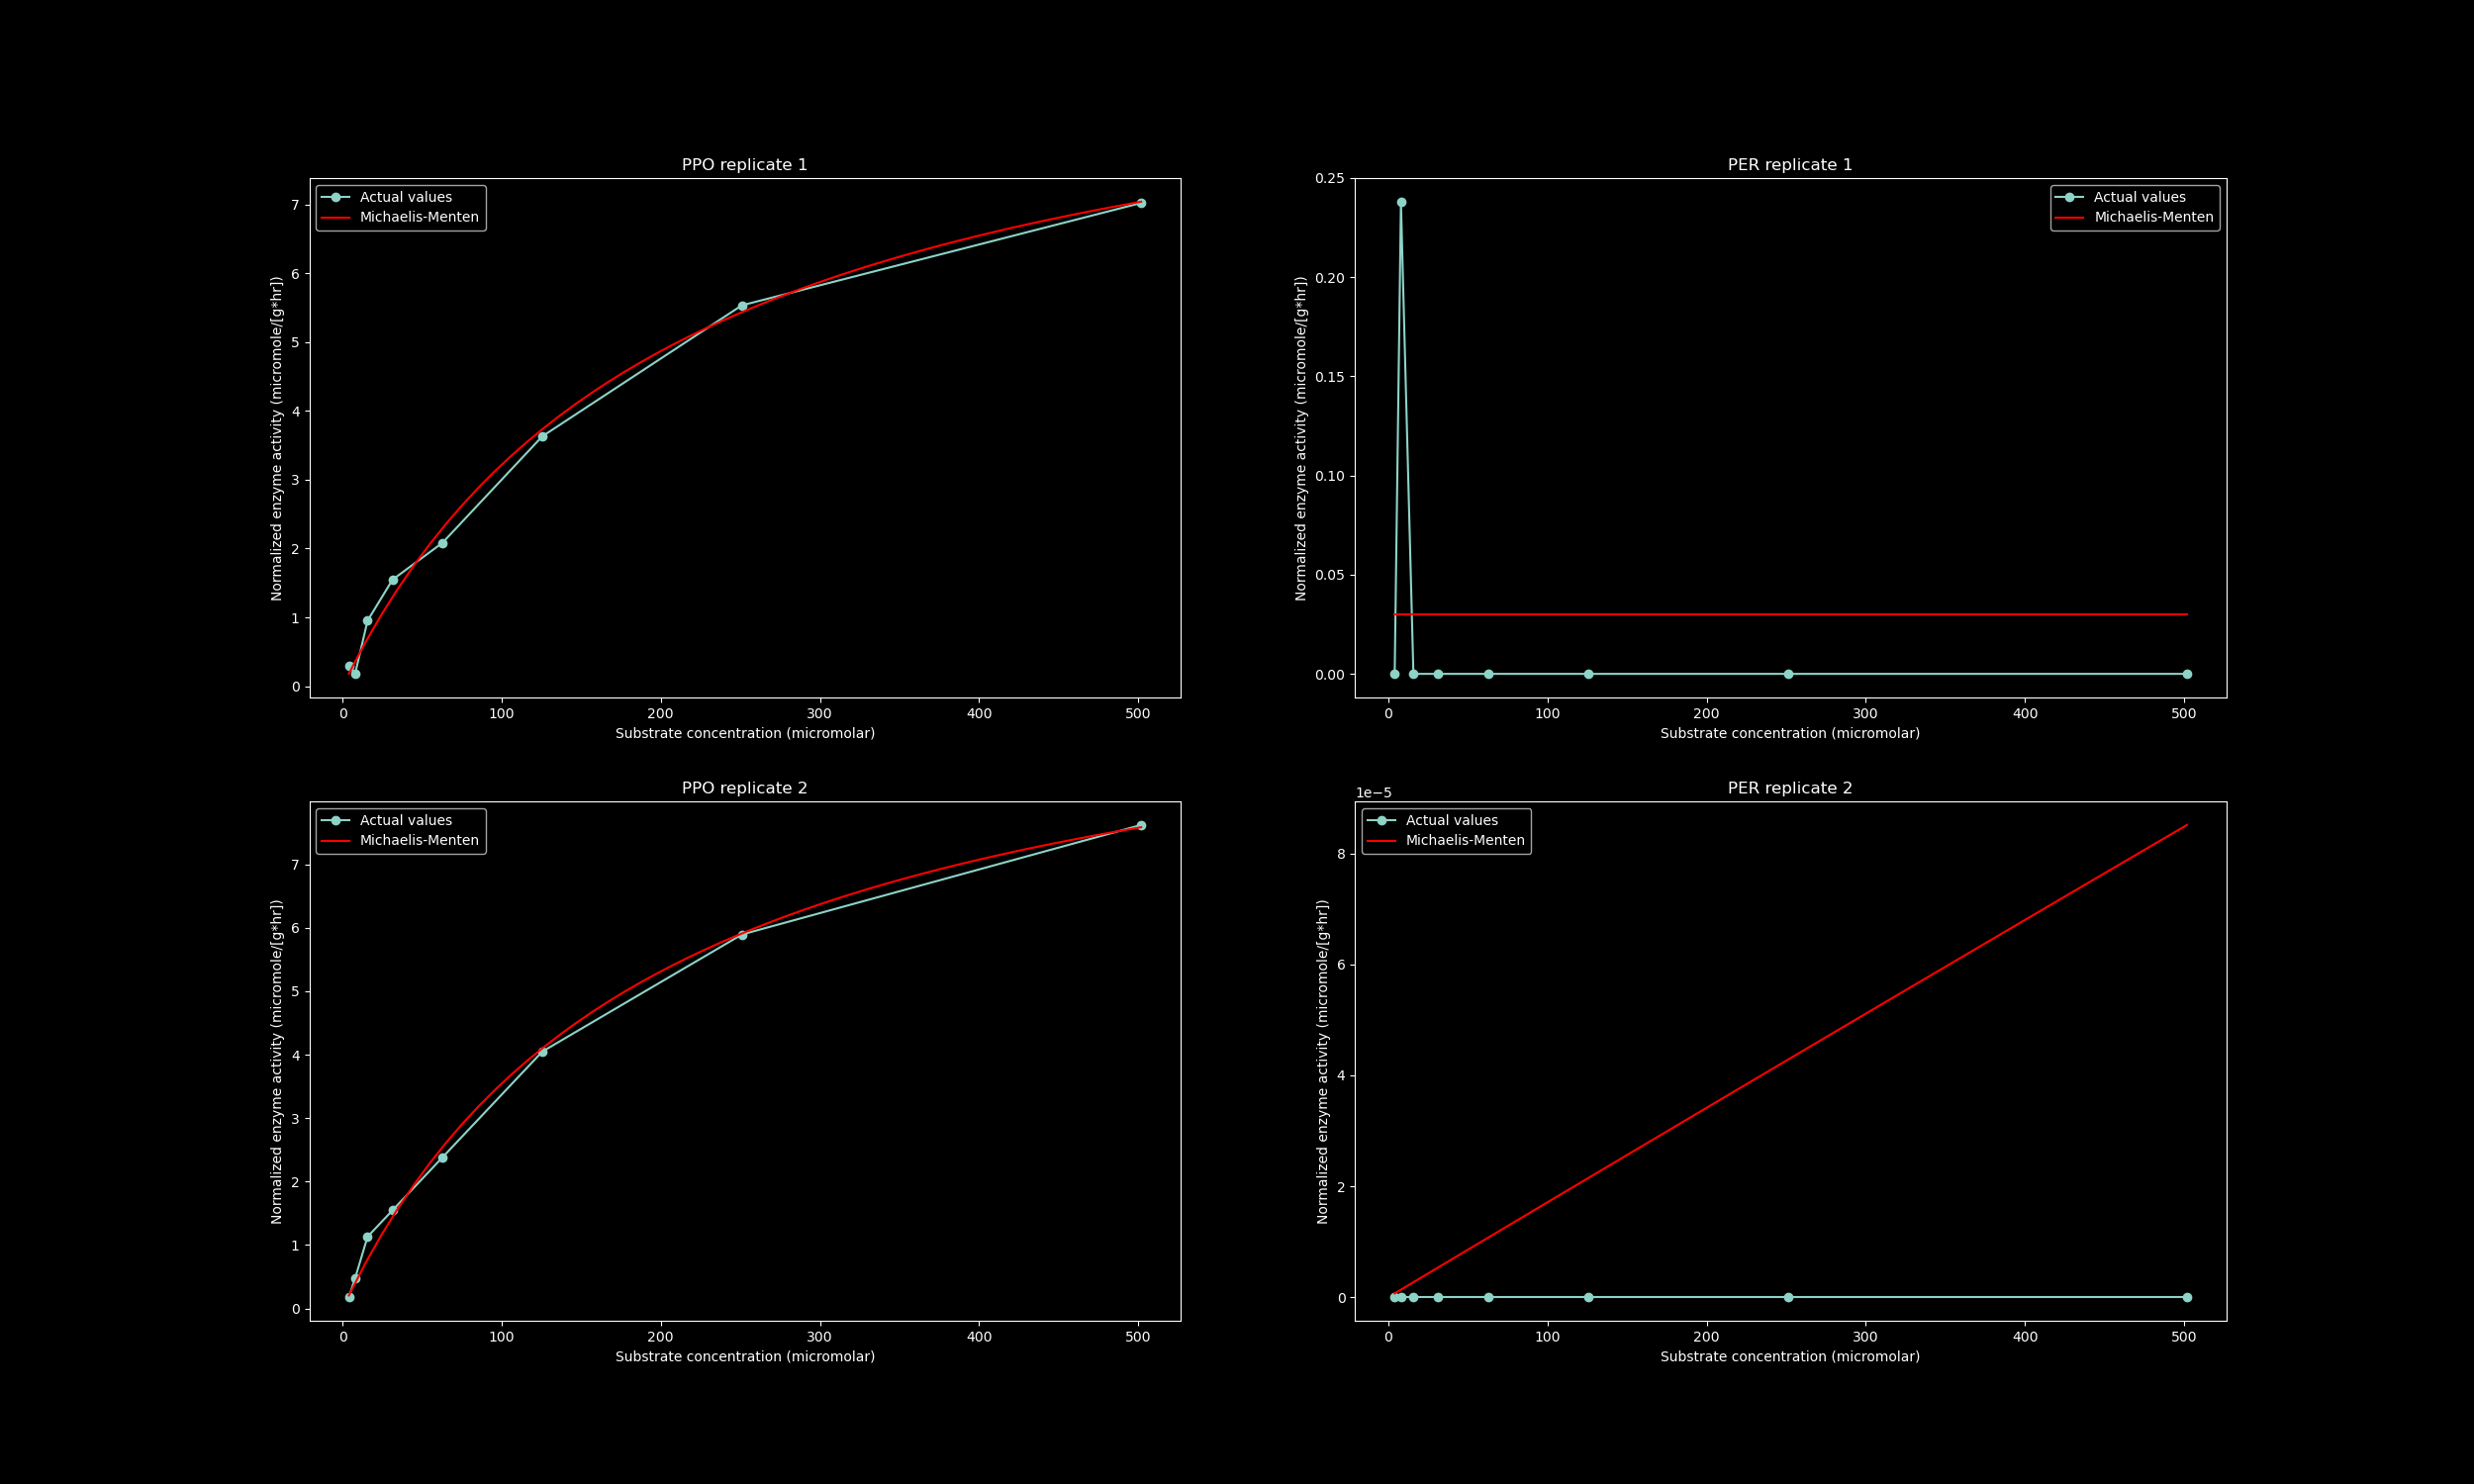 PPO replicate 1
Actual values
Michaelis-Menten
Normalized enzyme activity (micromole/[g*hr])
7
6
5
4
3
2
1
0
0 100 200 300 400 500
Substrate concentration (micromolar)
PER replicate 1
Actual values
Michaelis-Menten
Normalized enzyme activity (micromole/[g*hr])
0.25
0.20
0.15
0.10
0.05
0.00
0 100 200 300 400 500
Substrate concentration (micromolar)
PPO replicate 2
Actual values
Michaelis-Menten
Normalized enzyme activity (micromole/[g*hr])
7
6
5
4
3
2
1
0
0 100 200 300 400 500
Substrate concentration (micromolar)
PER replicate 2
1e−5
Actual values
Michaelis-Menten
Normalized enzyme activity (micromole/[g*hr])
8
6
4
2
0
0 100 200 300 400 500
Substrate concentration (micromolar)